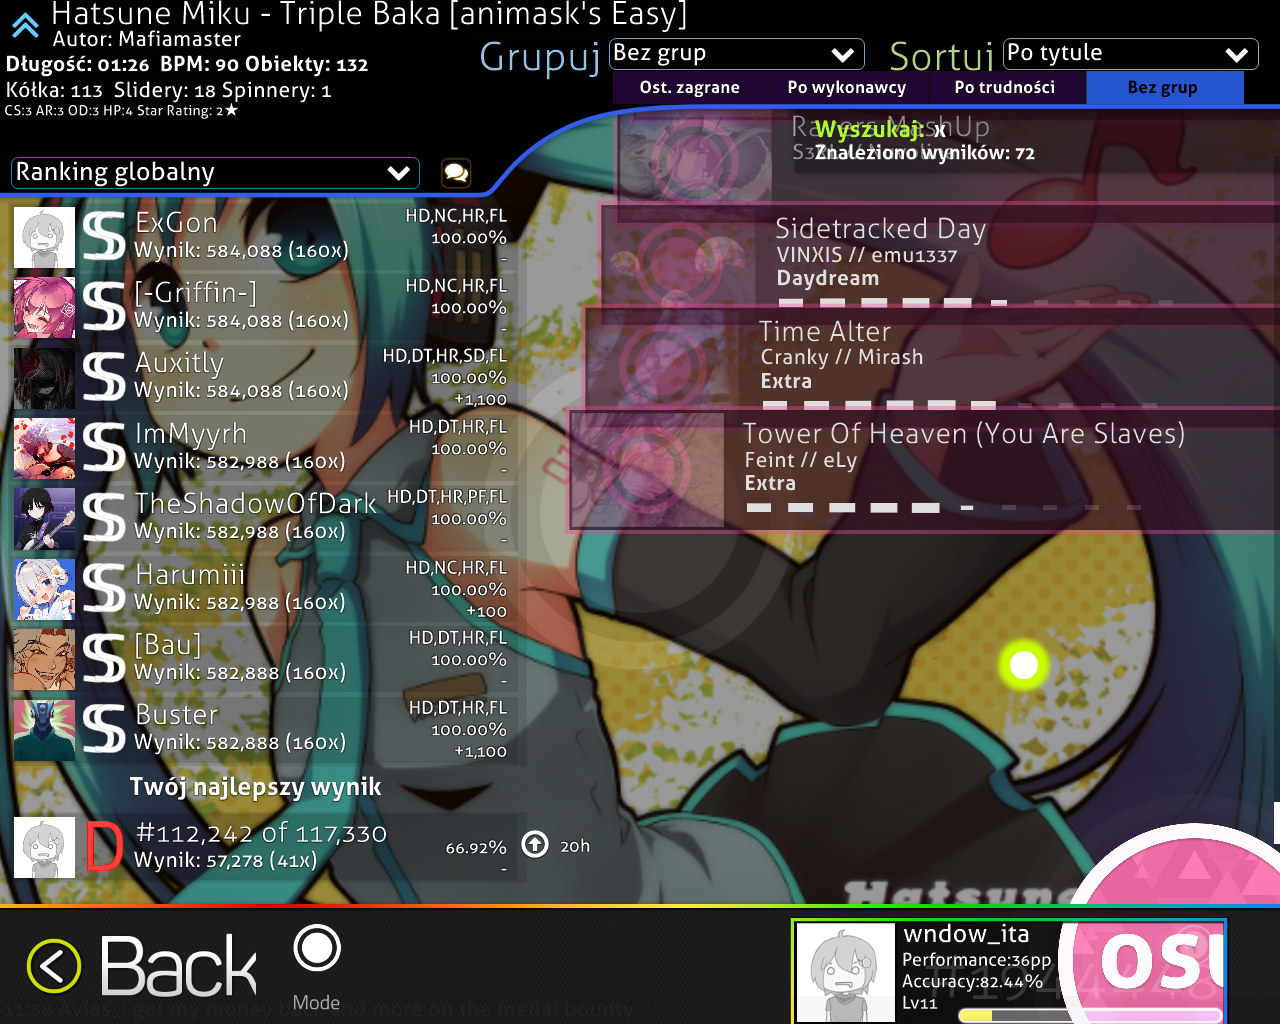 Hatsune Miku - Triple Baka [animask's Easy]
Autor: Mafiamaster
Długość: 01:26 BPM: 90 Obiekty: 132
Kółka: 113 Slidery: 18 Spinnery: 1
CS:3 AR:3 OD:3 HP:4 Star Rating: 2★
Grupuj
Bez grup
Sortuj
Po tytule
Ost. zagrane
Po wykonawcy
Po trudności
Bez grup
Wyszukaj: x
Znaleziono wyników: 72
Ranking globalny
ExGon
Wynik: 584,088 (160x)
HD,NC,HR,FL
100.00%
-
[-Griffin-]
Wynik: 584,088 (160x)
HD,NC,HR,FL
100.00%
-
Auxitly
Wynik: 584,088 (160x)
HD,DT,HR,SD,FL
100.00%
+1,100
ImMyyrh
Wynik: 582,988 (160x)
HD,DT,HR,FL
100.00%
-
TheShadowOfDark
Wynik: 582,988 (160x)
HD,DT,HR,PF,FL
100.00%
-
Harumiii
Wynik: 582,988 (160x)
HD,NC,HR,FL
100.00%
+100
[Bau]
Wynik: 582,888 (160x)
HD,DT,HR,FL
100.00%
-
Buster
Wynik: 582,888 (160x)
HD,DT,HR,FL
100.00%
+1,100
Twój najlepszy wynik
D
#112,242 of 117,330
Wynik: 57,278 (41x)
66.92%
-
20h
MashUp
Sidetracked Day
VINXIS // emu1337
Daydream
Time Alter
Cranky // Mirash
Extra
Tower Of Heaven (You Are Slaves)
Feint // eLy
Extra
Hatsune
Back
Mode
wndow_ita
Performance:36pp
Accuracy:82.44%
Lv11
osu